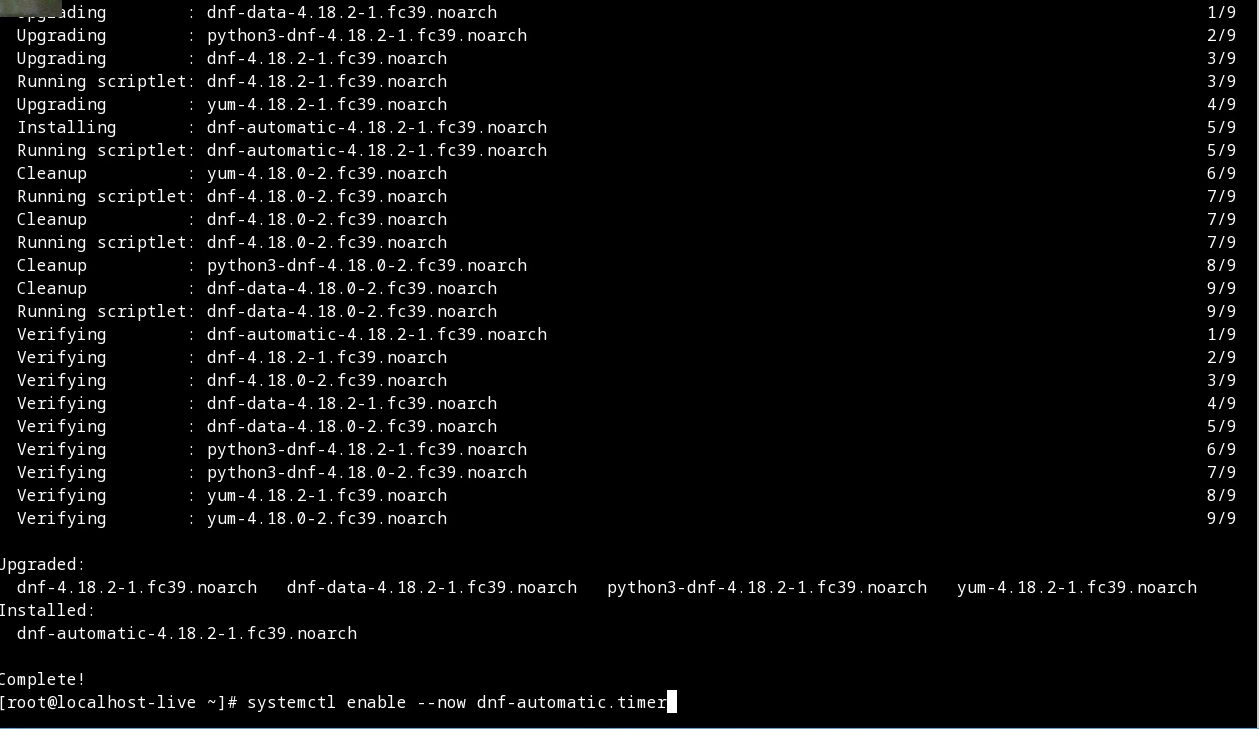 Upgrading        : dnf-data-4.18.2-1.fc39.noarch 1/9
Upgrading        : python3-dnf-4.18.2-1.fc39.noarch 2/9
Upgrading        : dnf-4.18.2-1.fc39.noarch 3/9
Running scriptlet: dnf-4.18.2-1.fc39.noarch 3/9
Upgrading        : yum-4.18.2-1.fc39.noarch 4/9
Installing       : dnf-automatic-4.18.2-1.fc39.noarch 5/9
Running scriptlet: dnf-automatic-4.18.2-1.fc39.noarch 5/9
Cleanup          : yum-4.18.0-2.fc39.noarch 6/9
Running scriptlet: dnf-4.18.0-2.fc39.noarch 7/9
Cleanup          : dnf-4.18.0-2.fc39.noarch 7/9
Running scriptlet: dnf-4.18.0-2.fc39.noarch 7/9
Cleanup          : python3-dnf-4.18.0-2.fc39.noarch 8/9
Cleanup          : dnf-data-4.18.0-2.fc39.noarch 9/9
Running scriptlet: dnf-data-4.18.0-2.fc39.noarch 9/9
Verifying        : dnf-automatic-4.18.2-1.fc39.noarch 1/9
Verifying        : dnf-4.18.2-1.fc39.noarch 2/9
Verifying        : dnf-4.18.0-2.fc39.noarch 3/9
Verifying        : dnf-data-4.18.2-1.fc39.noarch 4/9
Verifying        : dnf-data-4.18.0-2.fc39.noarch 5/9
Verifying        : python3-dnf-4.18.2-1.fc39.noarch 6/9
Verifying        : python3-dnf-4.18.0-2.fc39.noarch 7/9
Verifying        : yum-4.18.2-1.fc39.noarch 8/9
Verifying        : yum-4.18.0-2.fc39.noarch 9/9
Upgraded:
dnf-4.18.2-1.fc39.noarch   dnf-data-4.18.2-1.fc39.noarch   python3-dnf-4.18.2-1.fc39.noarch   yum-4.18.2-1.fc39.noarch
Installed:
dnf-automatic-4.18.2-1.fc39.noarch
Complete!
[root@localhost-live ~]# systemctl enable --now dnf-automatic.timer